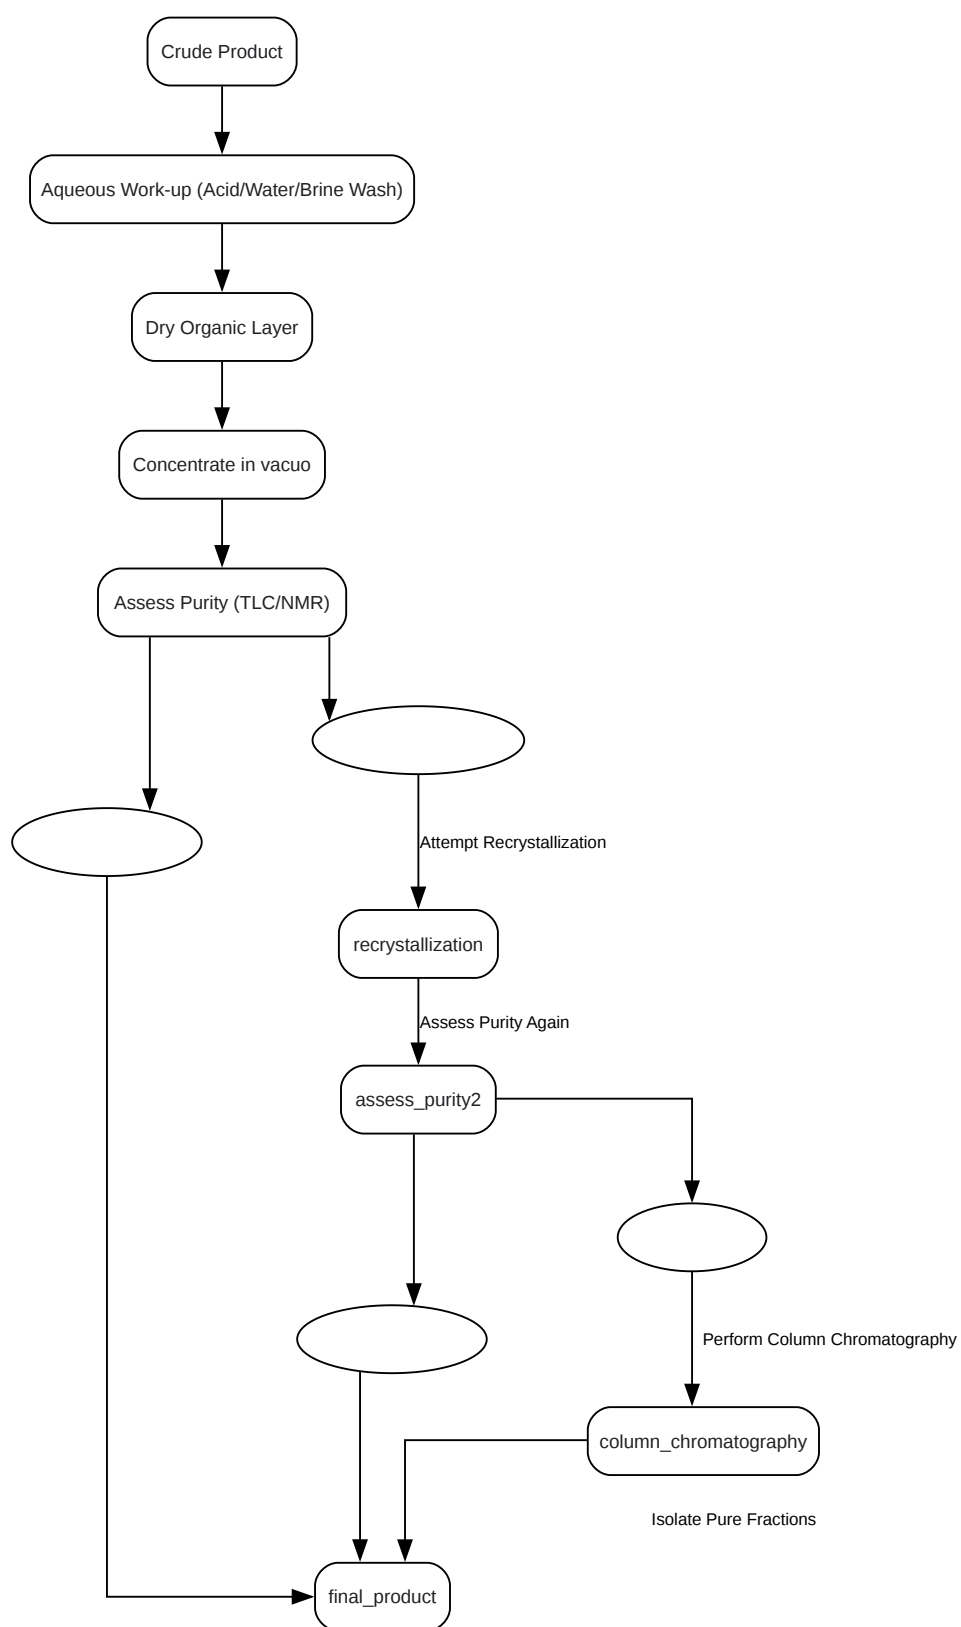 Crude Product
Aqueous Work-up (Acid/Water/Brine Wash)
Dry Organic Layer
Concentrate in vacuo
Assess Purity (TLC/NMR)
Attempt Recrystallization
recrystallization
Assess Purity Again
assess_purity2
Perform Column Chromatography
column_chromatography
Isolate Pure Fractions
final_product